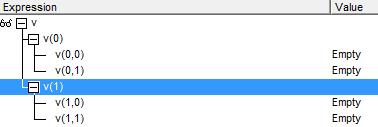 Expression Value
v
v(0)
v(0,0) Empty
v(0,1) Empty
v(1)
v(1,0) Empty
v(1,1) Empty